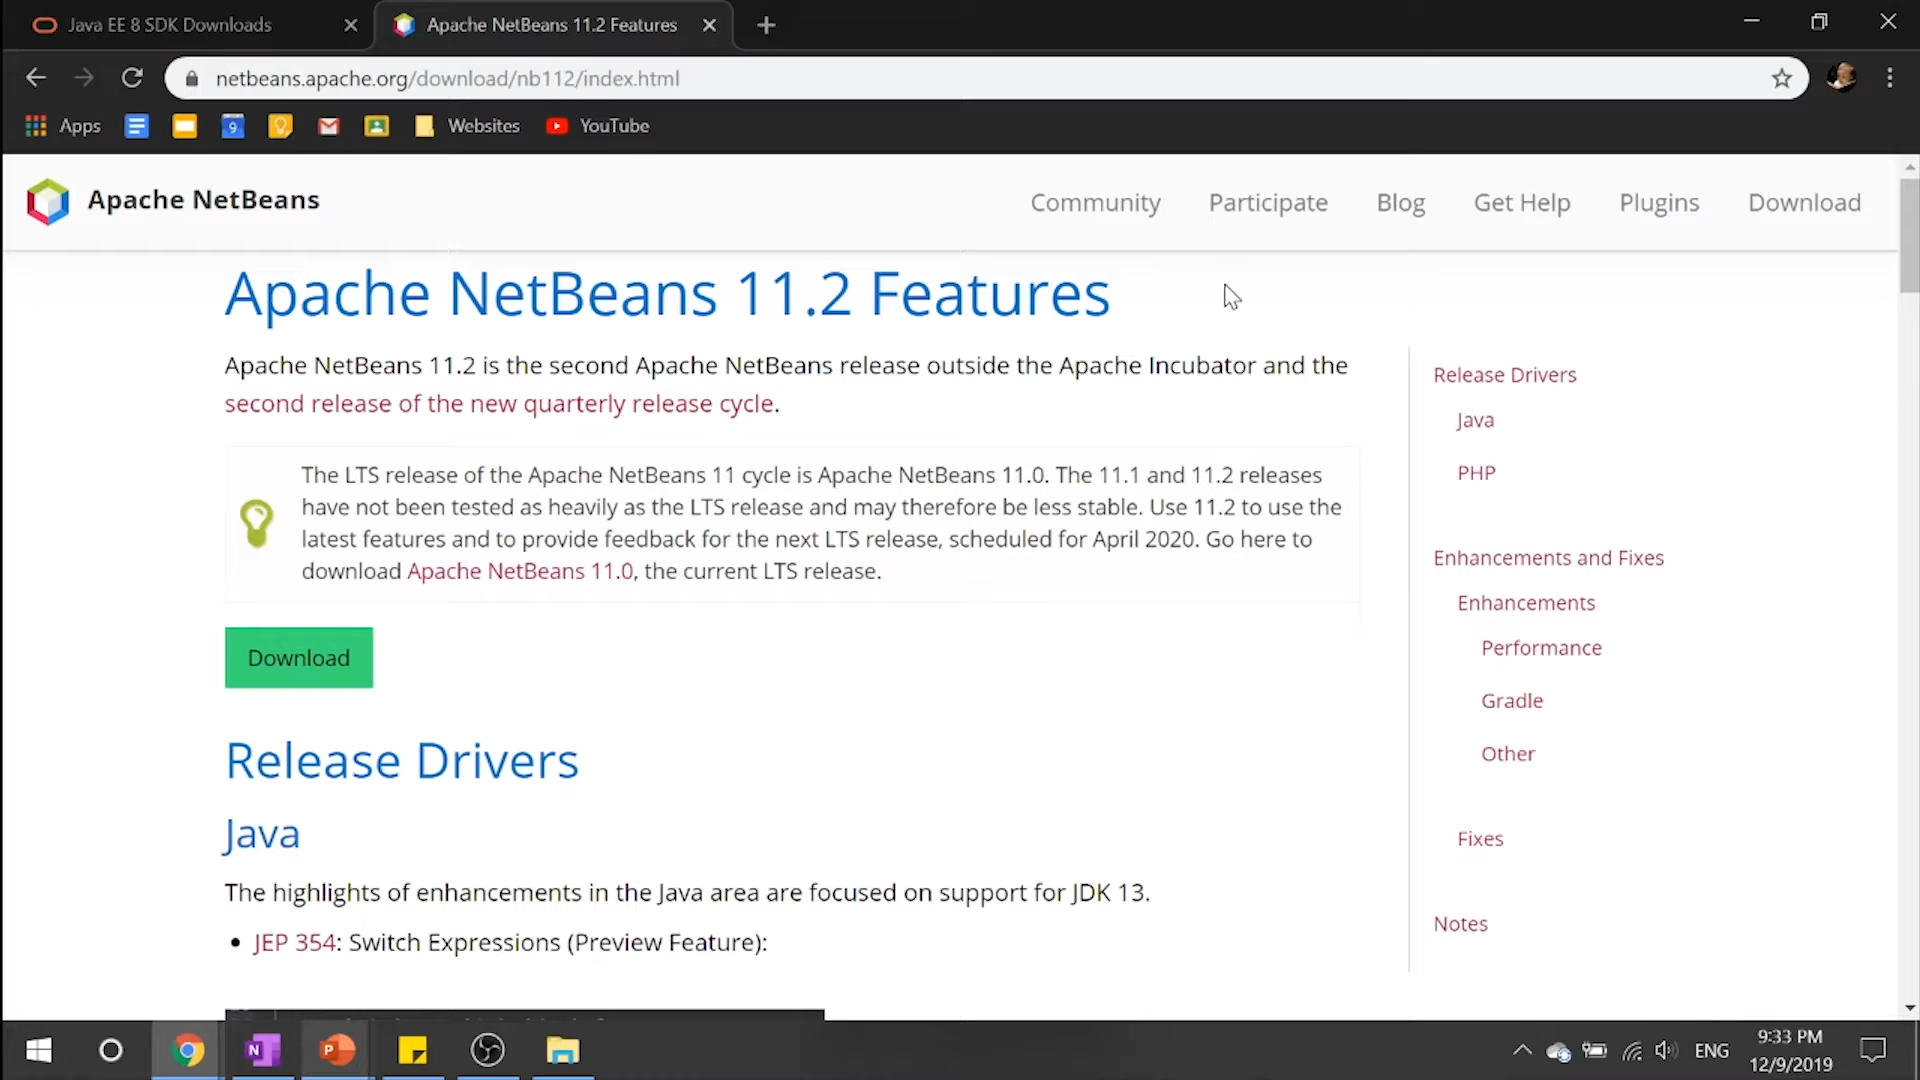 Java EE 8 SDK Downloads
Apache NetBeans 11.2 Features
netbeans.apache.org/download/nb112/index.html
Apps
9
Websites
YouTube
Apache NetBeans
Community
Participate
Blog
Get Help
Plugins
Download
Apache NetBeans 11.2 Features
Apache NetBeans 11.2 is the second Apache NetBeans release outside the Apache Incubator and the
second release of the new quarterly release cycle.
The LTS release of the Apache NetBeans 11 cycle is Apache NetBeans 11.0. The 11.1 and 11.2 releases
have not been tested as heavily as the LTS release and may therefore be less stable. Use 11.2 to use the
latest features and to provide feedback for the next LTS release, scheduled for April 2020. Go here to
download Apache NetBeans 11.0, the current LTS release.
Download
Release Drivers
Java
The highlights of enhancements in the Java area are focused on support for JDK 13.
• JEP 354: Switch Expressions (Preview Feature):
Release Drivers
Java
PHP
Enhancements and Fixes
Enhancements
Performance
Gradle
Other
Fixes
Notes
N
P
ENG
9:33 PM
12/9/2019